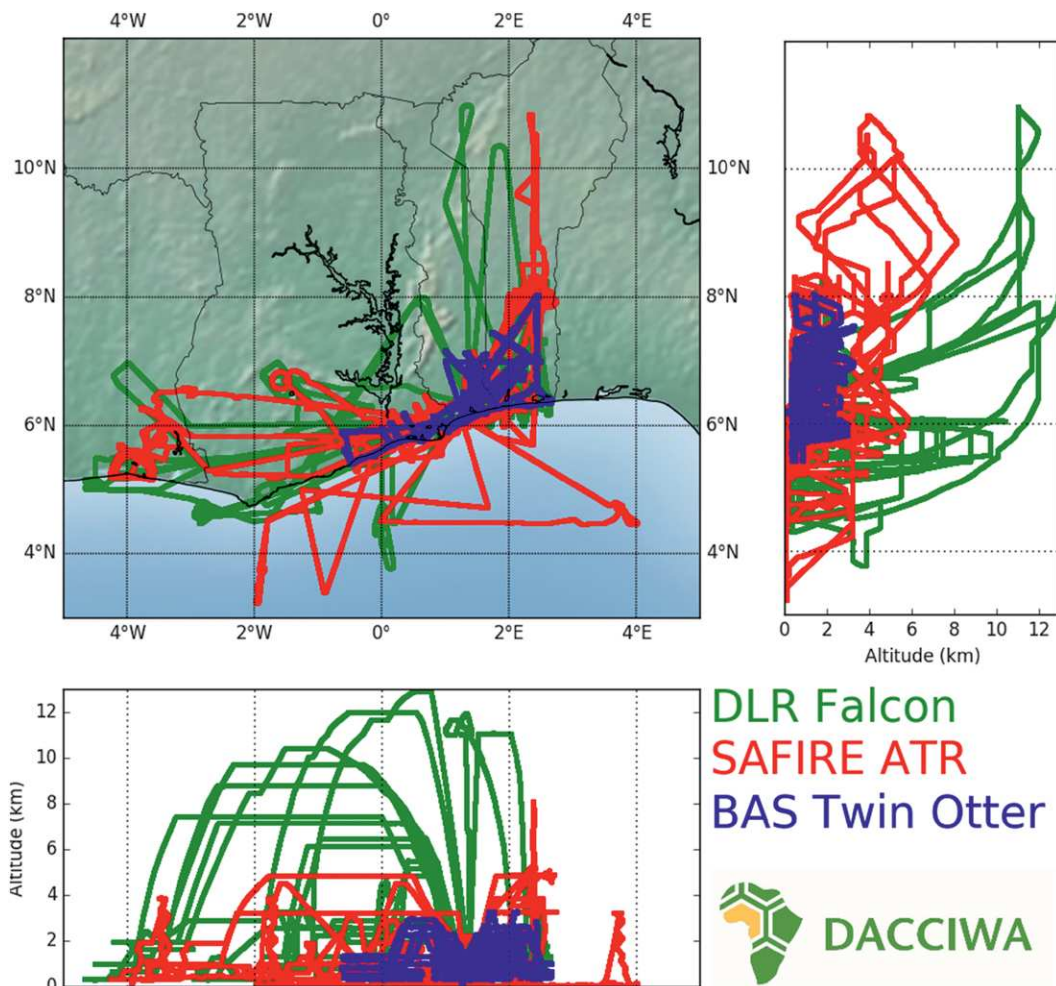 4°W 2°W 0° 2°E 4°E
10°N 10°N
8°N 8°N
6°N 6°N
4°N 4°N
4°W 2°W 0° 2°E 4°E
0 2 4 6 8 10 12
Altitude (km)
12
10
8
6
4
2
0
Altitude (km)
DLR Falcon
SAFIRE ATR
BAS Twin Otter
DACCIWA